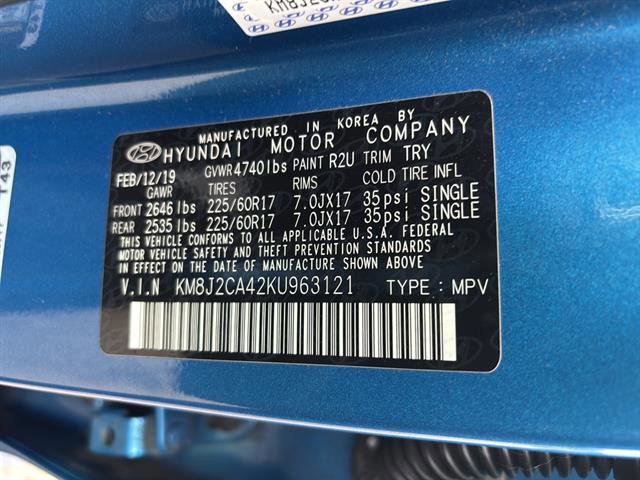 MANUFACTURED IN KOREA BY
HYUNDAI MOTOR COMPANY
FEB/12/19 GVWR4740lbs PAINT R2U TRIM TRY
GAWR TIRES RIMS COLD TIRE INFL
FRONT 2646lbs 225/60R17 7.0JX17 35psi SINGLE
REAR 2535lbs 225/60R17 7.0JX17 35psi SINGLE
THIS VEHICLE CONFORMS TO ALL APPLICABLE U.S.A. FEDERAL
MOTOR VEHICLE SAFETY AND THEFT PREVENTION STANDARDS
IN EFFECT ON THE DATE OF MANUFACTURE SHOWN ABOVE
V.I.N KM8J2CA42KU963121 TYPE : MPV
T43